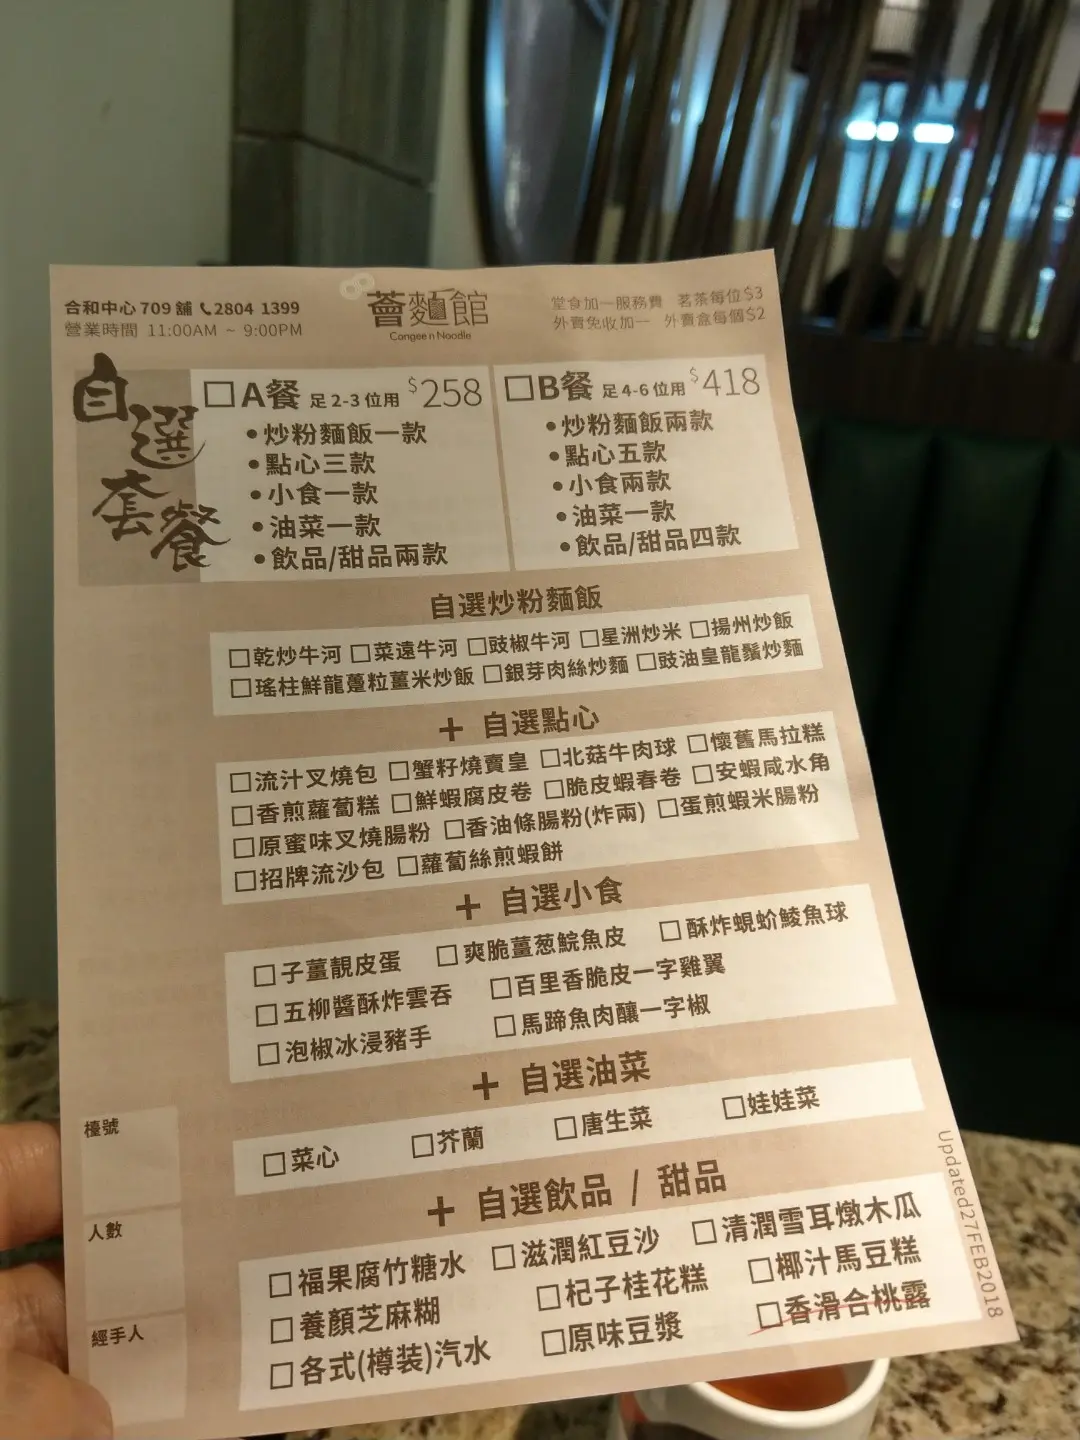 合和中心 709 舖 2804 1399
營業時間 11:00AM ~ 9:00PM
薈麵館
Congee n Noodle
堂食加一服務費 茗茶每位$3
外賣免收加一 外賣盒每個$2
自選套餐
□A餐 足 2-3 位用 $258
•炒粉麵飯一款
•點心三款
•小食一款
•油菜一款
•飲品/甜品兩款
□B餐 足 4-6 位用 $418
•炒粉麵飯兩款
•點心五款
•小食兩款
•油菜一款
•飲品/甜品四款
自選炒粉麵飯
□乾炒牛河 □菜遠牛河 □豉椒牛河 □星洲炒米 □揚州炒飯
□瑤柱鮮龍躉粒薑米炒飯 □銀芽肉絲炒麵 □豉油皇龍鬚炒麵
+ 自選點心
□流汁叉燒包 □蟹籽燒賣皇 □北菇牛肉球 □懷舊馬拉糕
□香煎蘿蔔糕 □鮮蝦腐皮卷 □脆皮蝦春卷 □安蝦咸水角
□原蜜味叉燒腸粉 □香油條腸粉(炸兩) □蛋煎蝦米腸粉
□招牌流沙包 □蘿蔔絲煎蝦餅
+ 自選小食
□子薑靚皮蛋 □爽脆薑葱鯇魚皮 □酥炸蜆蚧鯪魚球
□五柳醬酥炸雲吞 □百里香脆皮一字雞翼
□泡椒冰浸豬手 □馬蹄魚肉釀一字椒
+ 自選油菜
□菜心 □芥蘭 □唐生菜 □娃娃菜
+ 自選飲品 / 甜品
□福果腐竹糖水 □滋潤紅豆沙 □清潤雪耳燉木瓜
□養顏芝麻糊 □杞子桂花糕 □椰汁馬豆糕
□各式(樽装)汽水 □原味豆漿 □香滑合桃露
檯號
人數
經手人
Updated27FEB2018